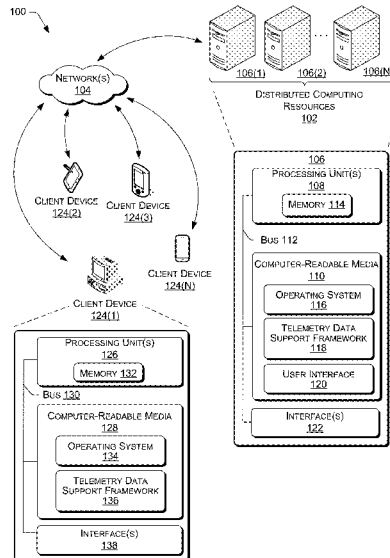 100
NETWORK(S)
104
106(1)
106(2)
106(N)
DISTRIBUTED COMPUTING
RESOURCES
102
CLIENT DEVICE
124(2)
CLIENT DEVICE
124(3)
CLIENT DEVICE
124(N)
CLIENT DEVICE
124(1)
106
PROCESSING UNIT(S)
108
MEMORY 114
BUS 112
COMPUTER-READABLE MEDIA
110
OPERATING SYSTEM
116
TELEMETRY DATA
SUPPORT FRAMEWORK
118
USER INTERFACE
120
INTERFACE(S)
122
PROCESSING UNIT(S)
126
MEMORY 132
BUS 130
COMPUTER-READABLE MEDIA
128
OPERATING SYSTEM
134
TELEMETRY DATA
SUPPORT FRAMEWORK
136
INTERFACE(S)
138